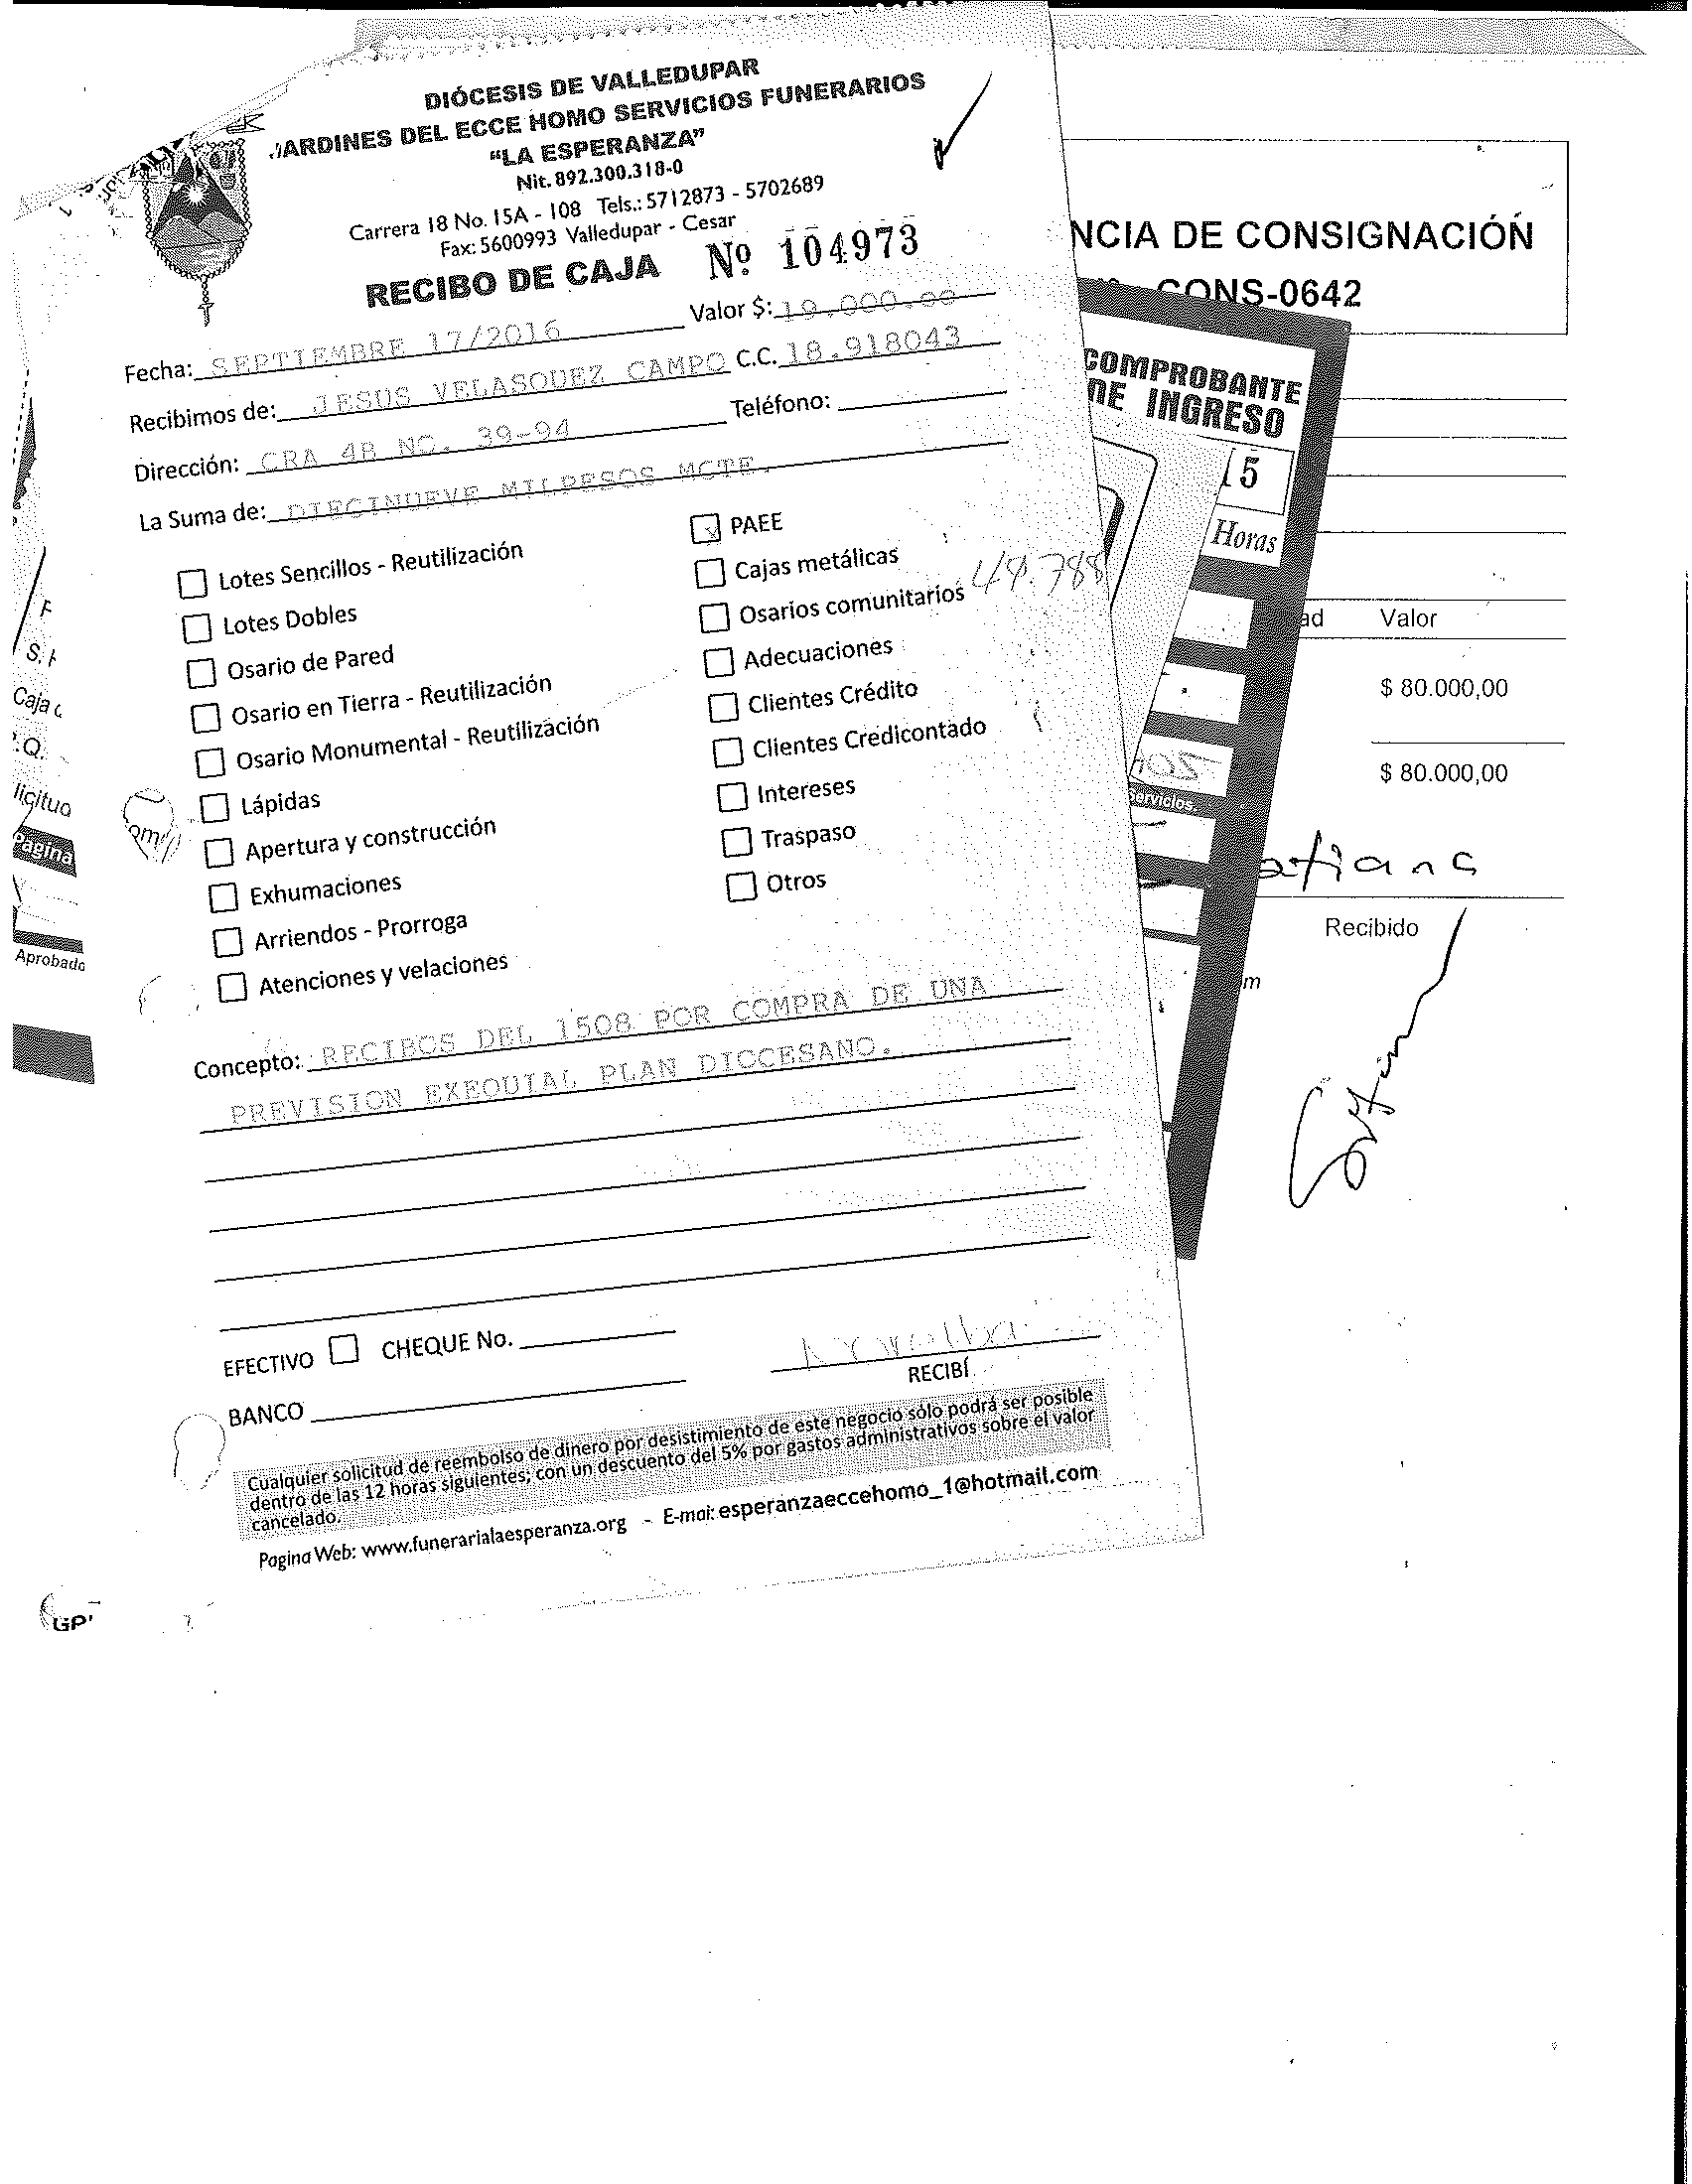 DIÓCESIS DE VALLEDUPAR
JARDINES DEL ECCE HOMO SERVICIOS FUNERARIOS
"LA ESPERANZA"
Nit. 892.300.318-0
Carrera 18 No. 15A - 108 Tels.: 5712873 - 5702689
Fax: 5600993 Valledupar - Cesar
RECIBO DE CAJA Nº 104973
Fecha: SEPTIEMBRE 17/2016 Valor $: 19.000.00
Recibimos de: JESUS VELASQUEZ CAMPO C.C. 18.918043
Dirección: CRA 4B NO. 39-94 Teléfono:
La Suma de: DIECINUEVE MILPESOS MCTE.
Lotes Sencillos - Reutilización
Lotes Dobles
Osario de Pared
Osario en Tierra - Reutilización
Osario Monumental - Reutilización
Lápidas
Apertura y construcción
Exhumaciones
Arriendos - Prorroga
Atenciones y velaciones
x PAEE
Cajas metálicas
Osarios comunitarios 49.788
Adecuaciones
Clientes Crédito
Clientes Credicontado
Intereses
Traspaso
Otros
Concepto: RECIBOS DEL 1508 POR COMPRA DE UNA
PREVISION EXEQUIAL PLAN DIOCESANO.
EFECTIVO CHEQUE No.
BANCO
RECIBÍ
Cualquier solicitud de reembolso de dinero por desistimiento de este negocio sólo podrá ser posible
dentro de las 12 horas siguientes; con un descuento del 5% por gastos administrativos sobre el valor
cancelado.
Pagina Web: www.funerarialaesperanza.org - E-mai: esperanzaeccehomo_1@hotmail.com
NCIA DE CONSIGNACIÓN
CONS-0642
COMPROBANTE
DE INGRESO
15
Horas
ad Valor
$ 80.000,00
$ 80.000,00
servicios.
atiana
Recibido
om
Caja
licitud
Página
Aprobado
GP